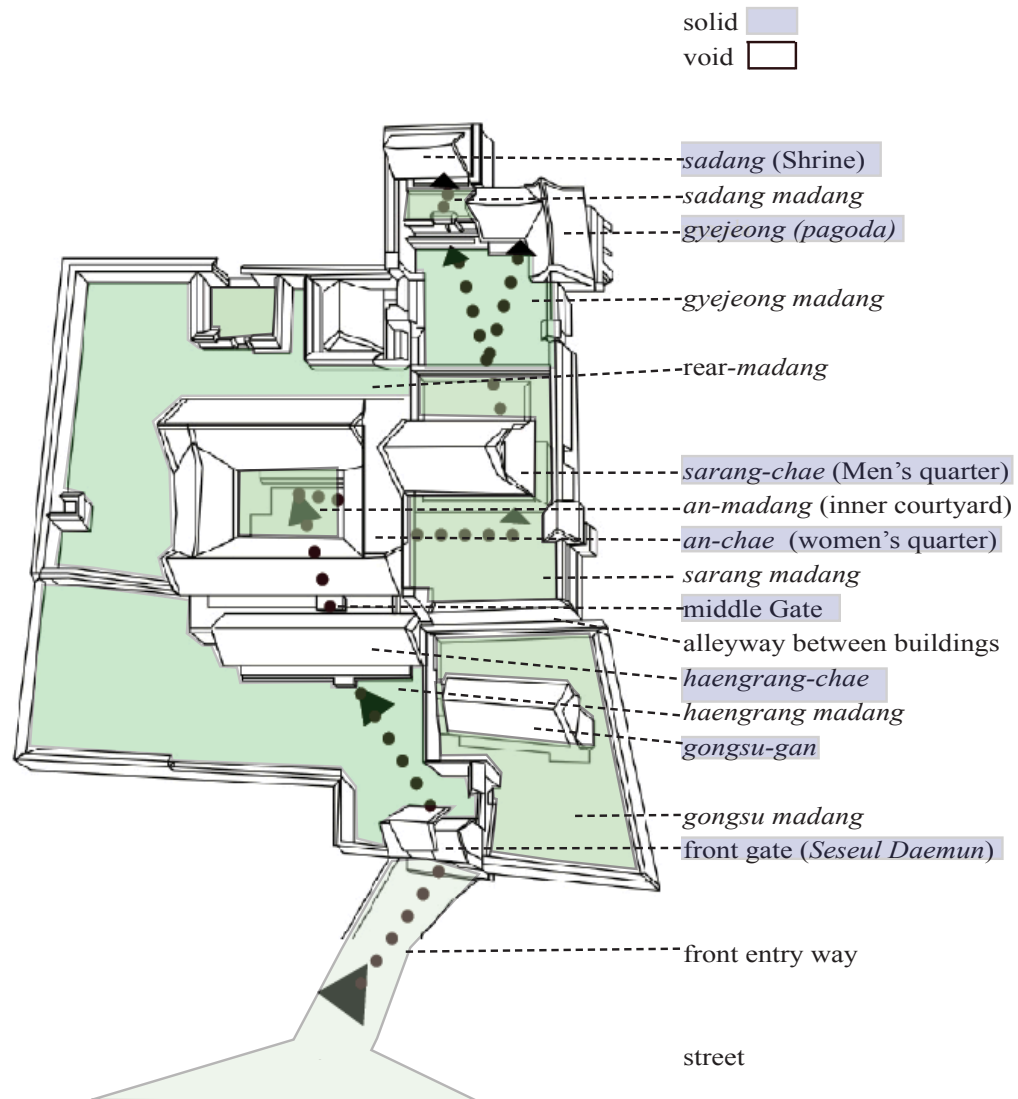 solid
void
sadang (Shrine)
sadang madang
gyejeong (pagoda)
gyejeong madang
rear-madang
sarang-chae (Men's quarter)
an-madang (inner courtyard)
an-chae (women's quarter)
sarang madang
middle Gate
alleyway between buildings
haengrang-chae
haengrang madang
gongsu-gan
gongsu madang
front gate (Seseul Daemun)
front entry way
street